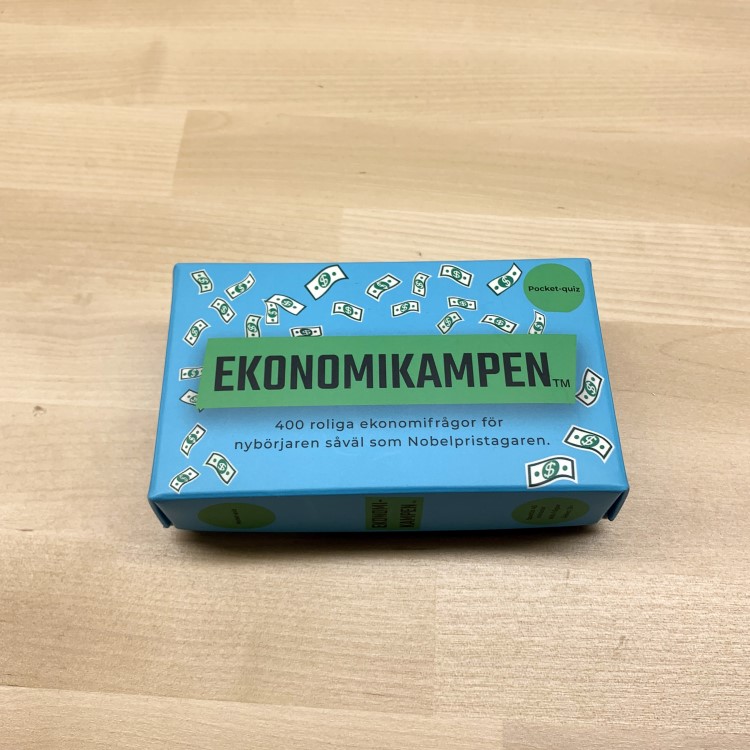 Pocket-quiz
EKONOMIKAMPEN™
400 roliga ekonomifrågor för
nybörjaren såväl som Nobelpristagaren.
EKONOMI-
KAMPEN